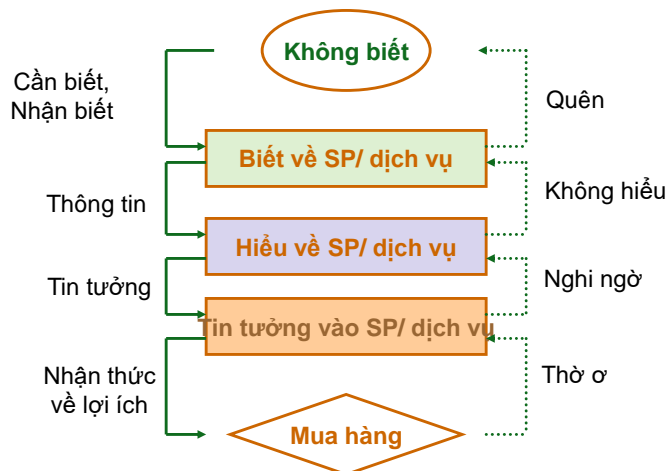 Không biết
Cần biết,
Nhận biết
Quên
Biết về SP/ dịch vụ
Thông tin
Không hiểu
Hiểu về SP/ dịch vụ
Tin tưởng
Nghi ngờ
Tin tưởng vào SP/ dịch vụ
Nhận thức
về lợi ích
Thờ ơ
Mua hàng